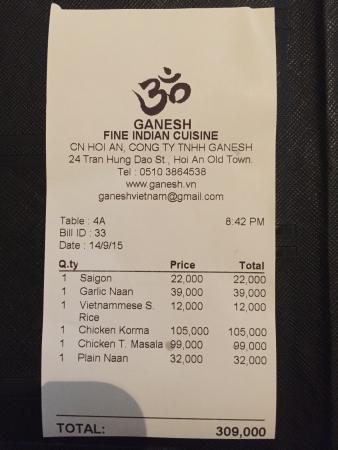 ॐ
GANESH
FINE INDIAN CUISINE
CN HOI AN, CONG TY TNHH GANESH
24 Tran Hung Dao St., Hoi An Old Town.
Tel : 0510 3864538
www.ganesh.vn
ganeshvietnam@gmail.com
Table : 4A 8:42 PM
Bill ID : 33
Date : 14/9/15
Q.ty Price Total
1 Saigon 22,000 22,000
1 Garlic Naan 39,000 39,000
1 Vietnammese S. 12,000 12,000
Rice
1 Chicken Korma 105,000 105,000
1 Chicken T. Masala 99,000 99,000
1 Plain Naan 32,000 32,000
TOTAL: 309,000